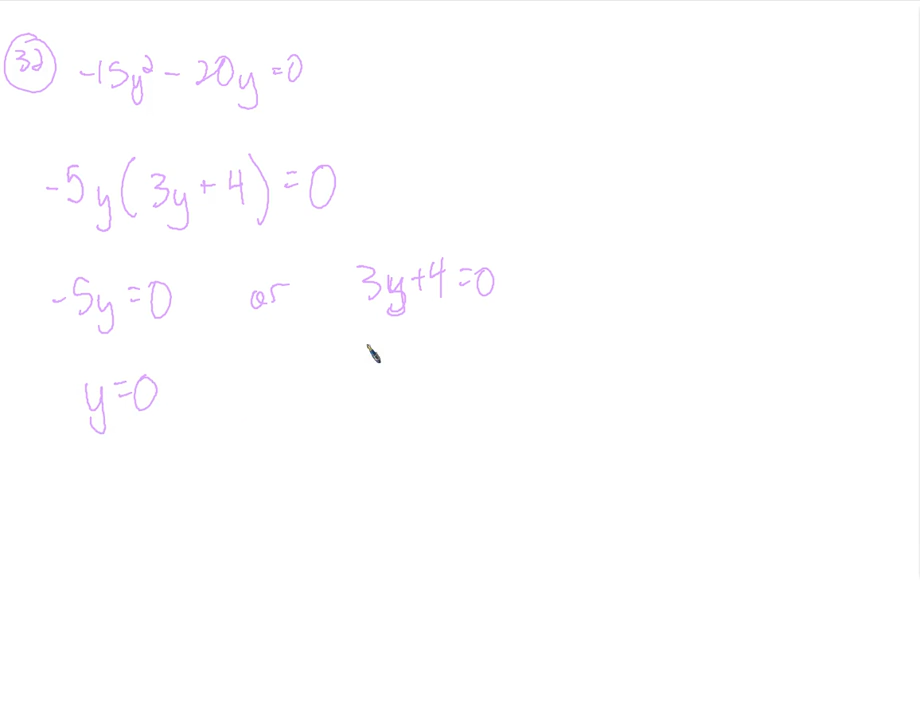 32 -15y² - 20y = 0
-5y(3y + 4) = 0
-5y = 0 or 3y + 4 = 0
y = 0